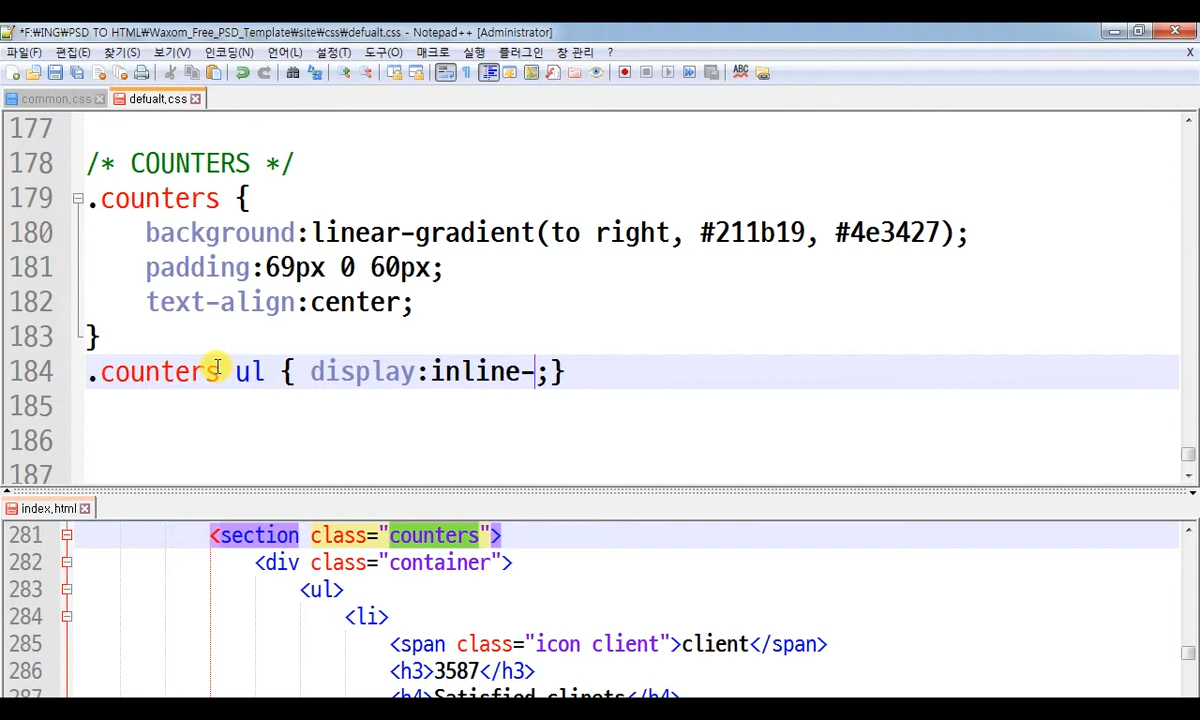 *F:\ING\PSD TO HTML\Waxom_Free_PSD_Template\site\css\defualt.css - Notepad++ [Administrator]
파일(F) 편집(E) 찾기(S) 보기(V) 인코딩(N) 언어(L) 설정(T) 도구(O) 매크로 실행 플러그인 창 관리 ? X
common.css defualt.css
177
178 /* COUNTERS */
179 .counters {
180 background:linear-gradient(to right, #211b19, #4e3427);
181 padding:69px 0 60px;
182 text-align:center;
183 }
184 .counters ul { display:inline-;}
185
186
187
index.html
281 <section class="counters">
282 <div class="container">
283 <ul>
284 <li>
285 <span class="icon client">client</span>
286 <h3>3587</h3>
287 <h4>Satisfied clinets</h4>